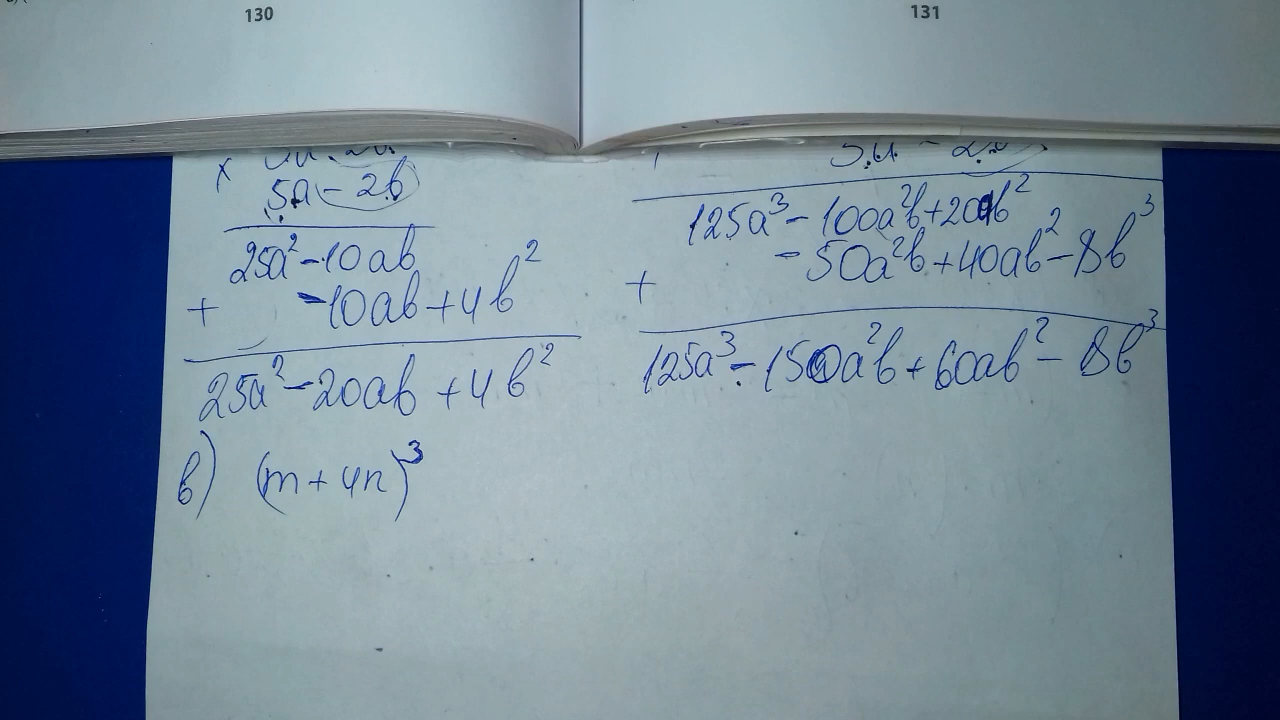 130
131
5a - 2b
25a² - 10ab
+ - 10ab + 4b²
25a² - 20ab + 4b²
125a³ - 100a²b + 20ab²
+ - 50a²b + 40ab² - 8b³
125a³ - 150a²b + 60ab² - 8b³
в) (m + 4n)³